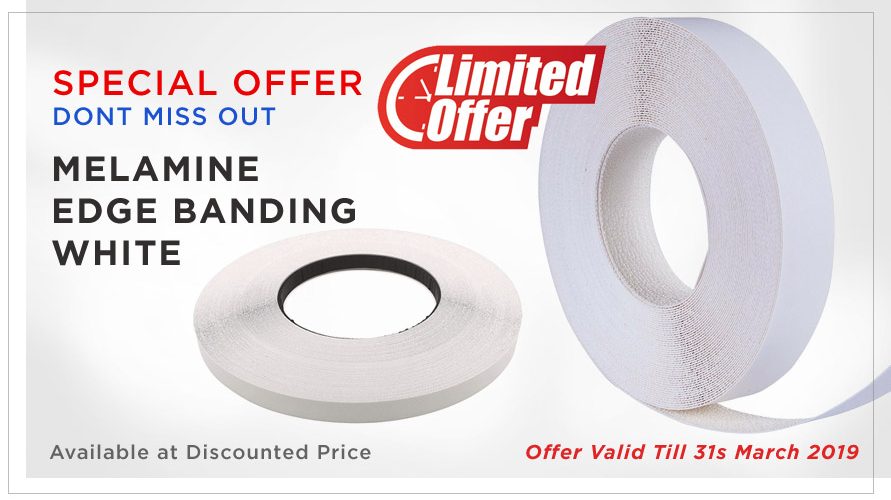 SPECIAL OFFER
DONT MISS OUT
Limited
Offer
MELAMINE
EDGE BANDING
WHITE
Available at Discounted Price
Offer Valid Till 31s March 2019